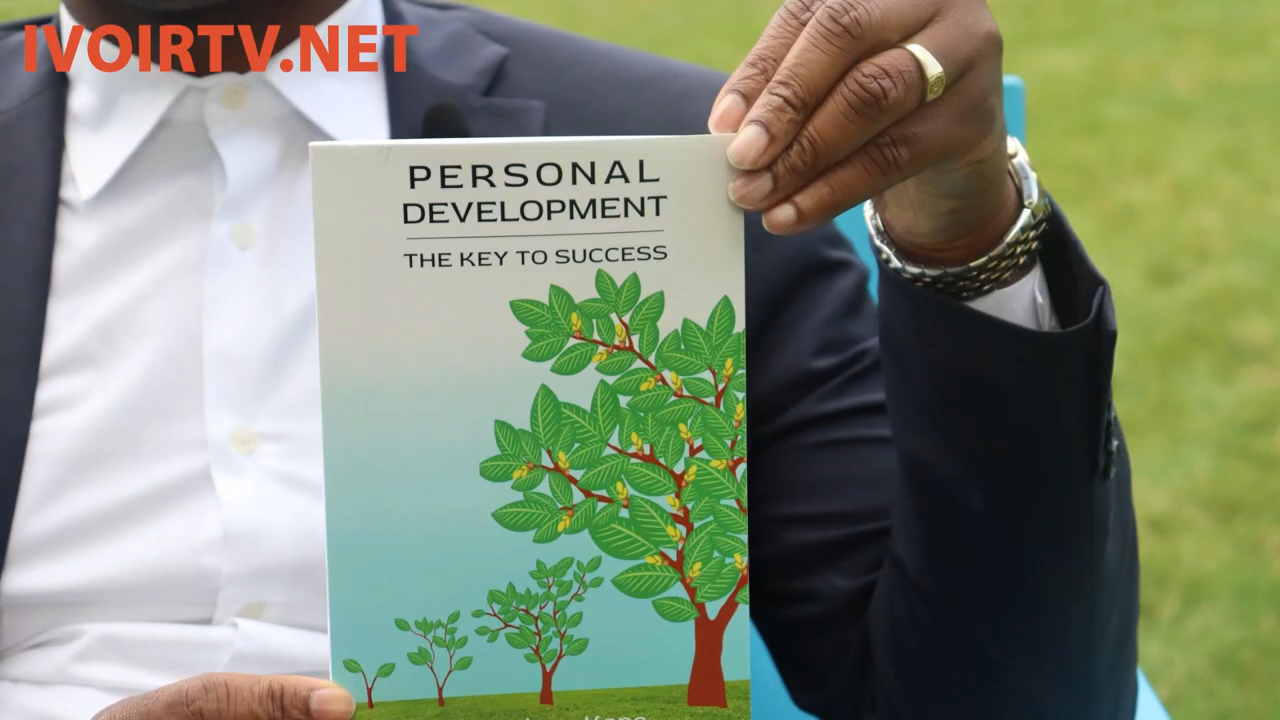 IVOIRTV.NET
PERSONAL
DEVELOPMENT
THE KEY TO SUCCESS